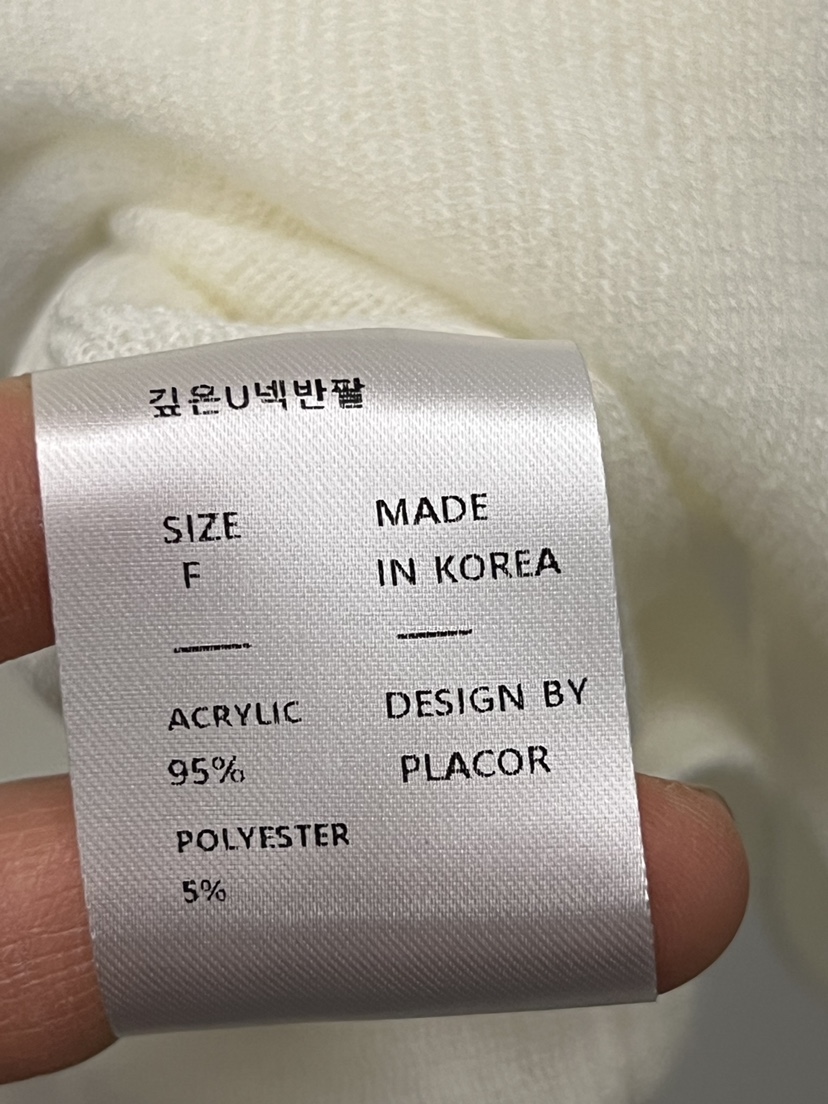 깊은U넥반팔
SIZE
F
ACRYLIC
95%
POLYESTER
5%
MADE
IN KOREA
DESIGN BY
PLACOR